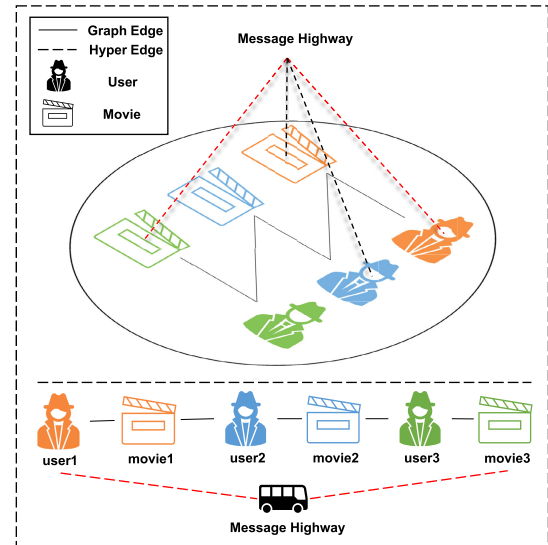 Message Highway
Graph Edge
Hyper Edge
User
Movie
user1
movie1
user2
movie2
user3
movie3
Message Highway